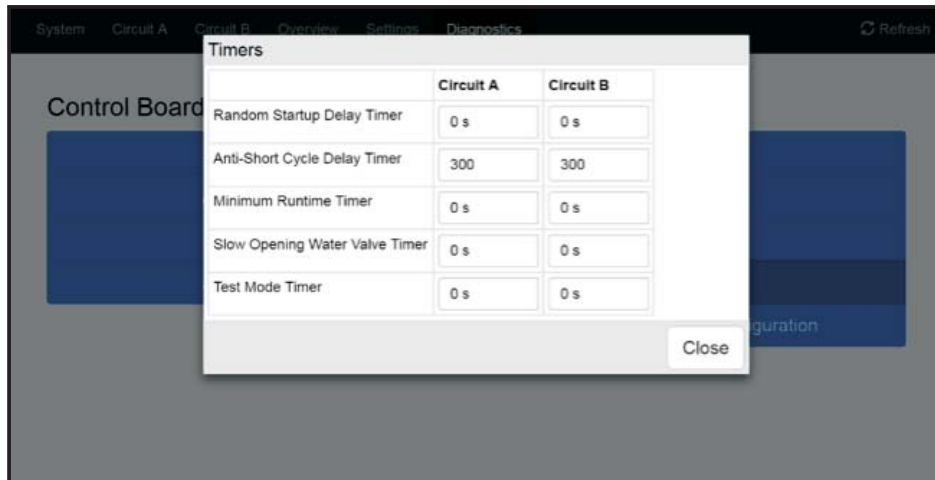 System Circuit A Circuit B Overview Settings Diagnostics Refresh
Timers
Control Board
Circuit A Circuit B
Random Startup Delay Timer 0 s 0 s
Anti-Short Cycle Delay Timer 300 300
Minimum Runtime Timer 0 s 0 s
Slow Opening Water Valve Timer 0 s 0 s
Test Mode Timer 0 s 0 s
guration
Close